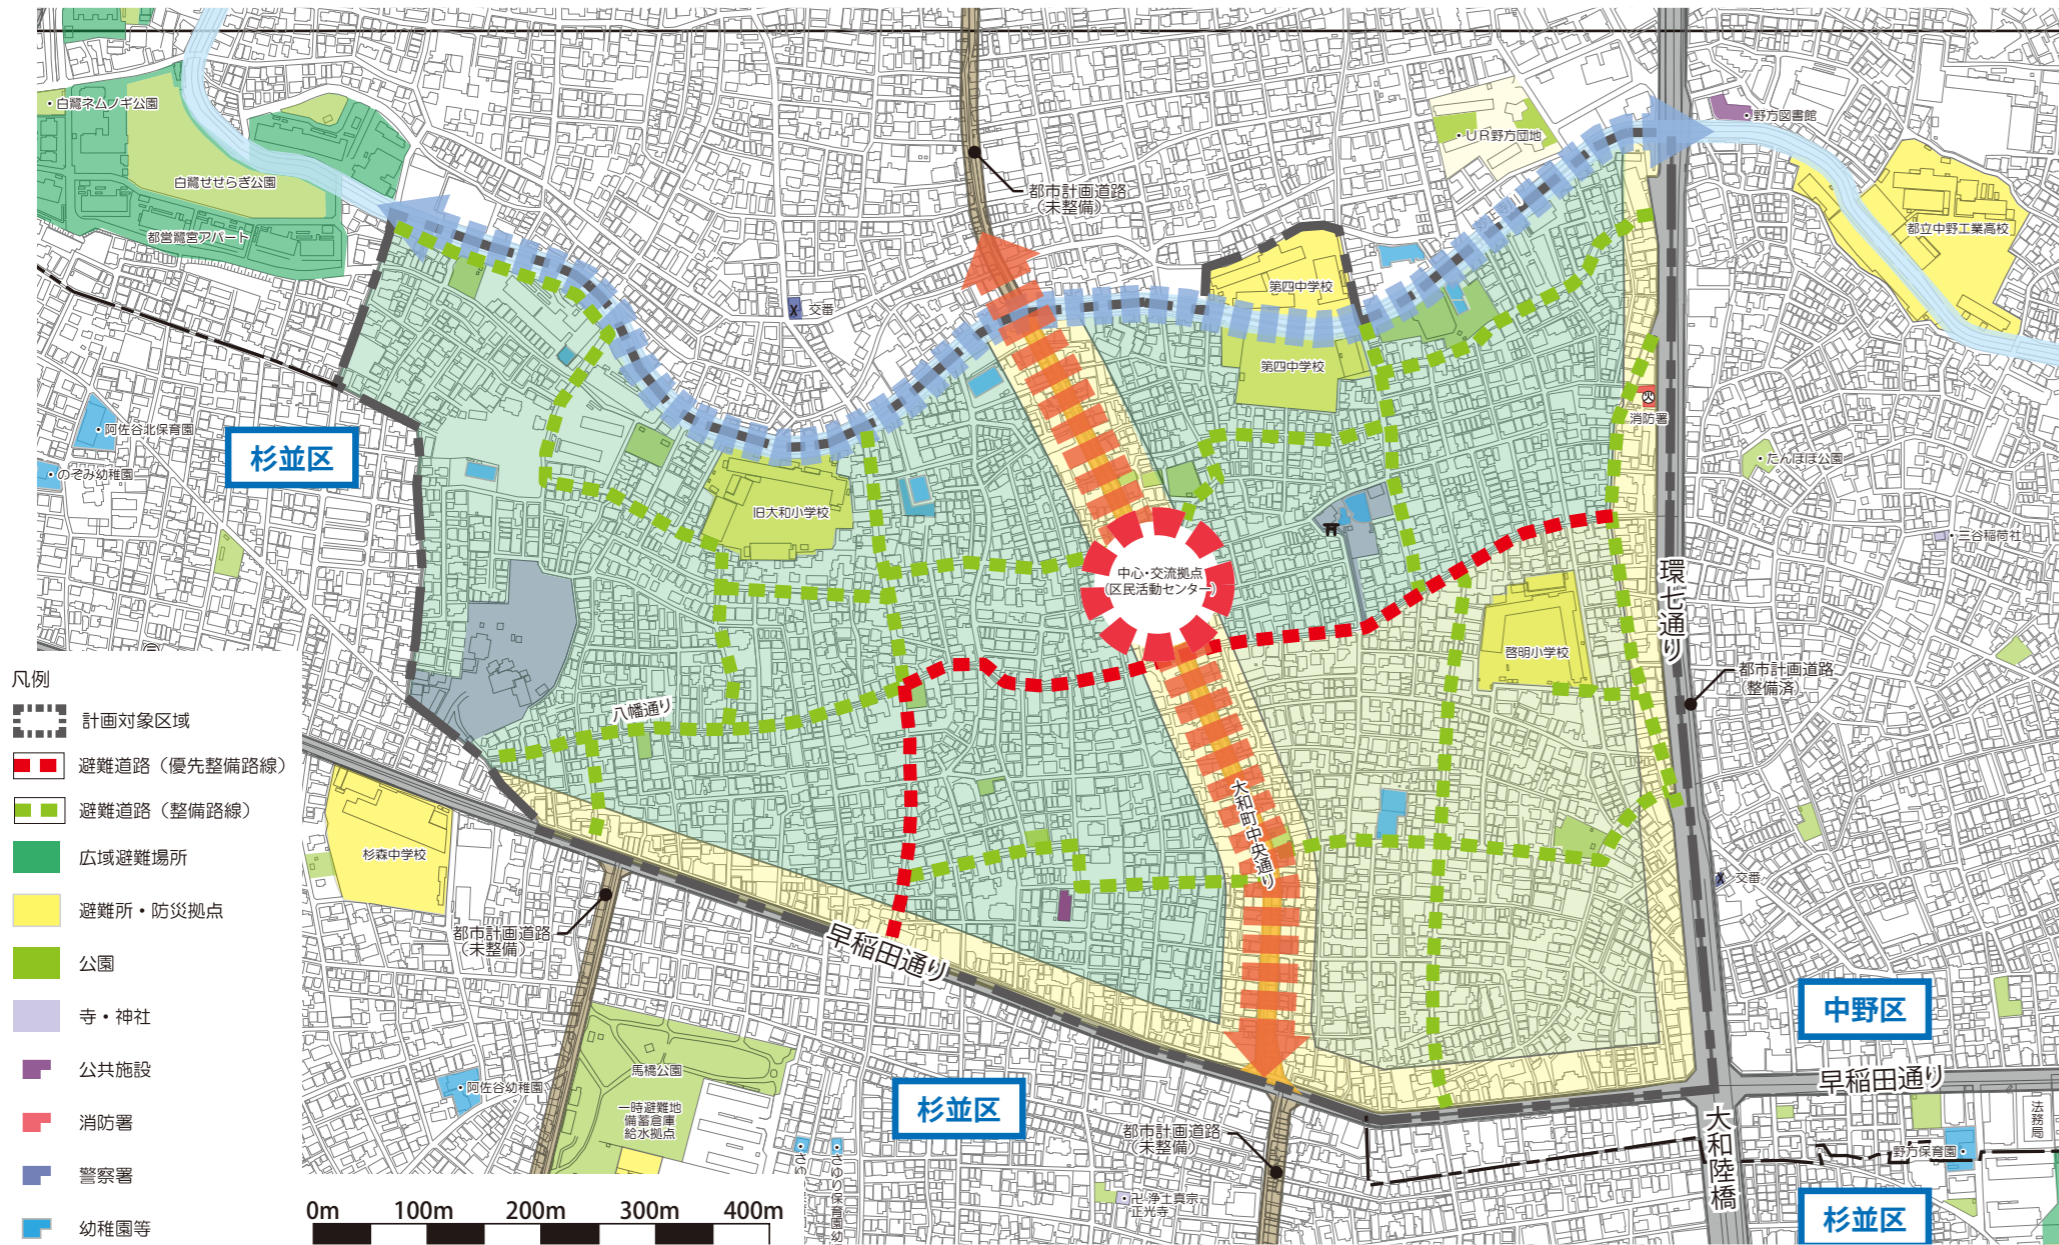 ・白鷺ネムノギ公園
白鷺せせらぎ公園
都営鷺宮アパート
都市計画道路
(未整備)
・UR野方団地
・野方図書館
都立中野工業高校
第四中学校
交番
第四中学校
消防署
・たんぽぽ公園
・阿佐谷北保育園
杉並区
・のぞみ幼稚園
旧大和小学校
中心・交流拠点
(区民活動センター)
・三谷稲荷社
環七通り
啓明小学校
都市計画道路
(整備済)
八幡通り
大和町中央通り
杉森中学校
都市計画道路
(未整備)
早稲田通り
交番
中野区
馬橋公園
一時避難地
備蓄倉庫
給水拠点
・阿佐谷幼稚園
杉並区
都市計画道路
(未整備)
早稲田通り
大和陸橋
法務局
野方保育園・
・卍 浄土真宗
正光寺
杉並区
凡例
計画対象区域
避難道路(優先整備路線)
避難道路(整備路線)
広域避難場所
避難所・防災拠点
公園
寺・神社
公共施設
消防署
警察署
幼稚園等
0m 100m 200m 300m 400m